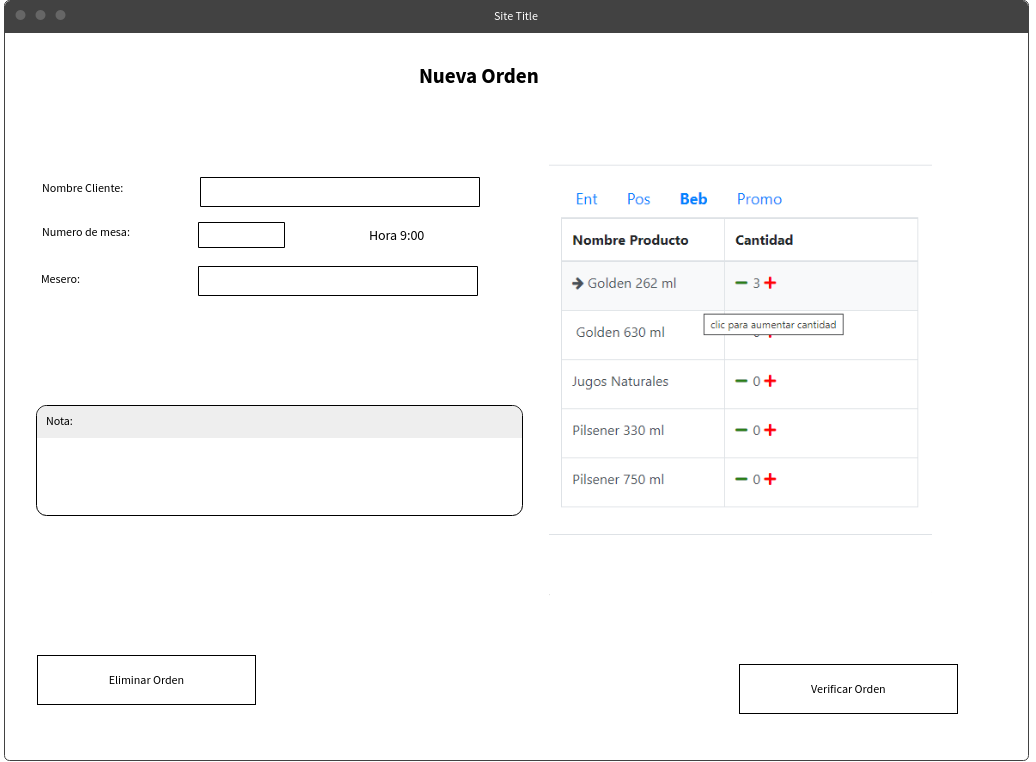 Site Title
Nueva Orden
Nombre Cliente:
Numero de mesa:
Hora 9:00
Mesero:
Nota:
Ent Pos Beb Promo
Nombre Producto Cantidad
Golden 262 ml 3
clic para aumentar cantidad
Golden 630 ml
Jugos Naturales 0
Pilsener 330 ml 0
Pilsener 750 ml 0
Eliminar Orden
Verificar Orden